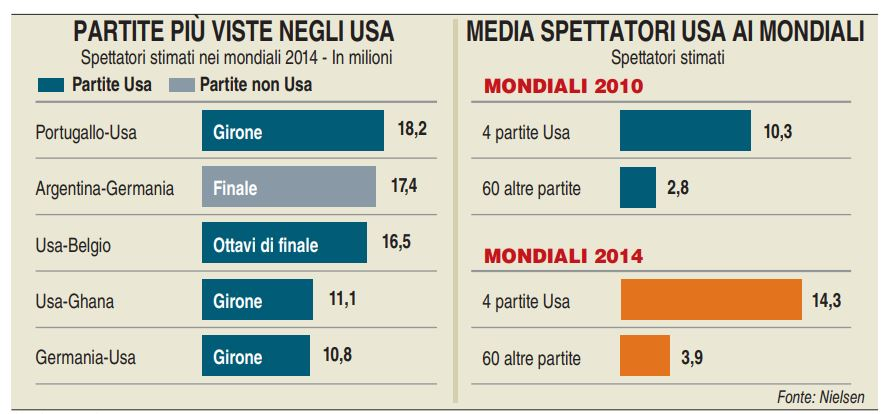 PARTITE PIÙ VISTE NEGLI USA
Spettatori stimati nei mondiali 2014 - In milioni
Partite Usa
Partite non Usa
Portugallo-Usa Girone 18,2
Argentina-Germania Finale 17,4
Usa-Belgio Ottavi di finale 16,5
Usa-Ghana Girone 11,1
Germania-Usa Girone 10,8
MEDIA SPETTATORI USA AI MONDIALI
Spettatori stimati
MONDIALI 2010
4 partite Usa 10,3
60 altre partite 2,8
MONDIALI 2014
4 partite Usa 14,3
60 altre partite 3,9
Fonte: Nielsen